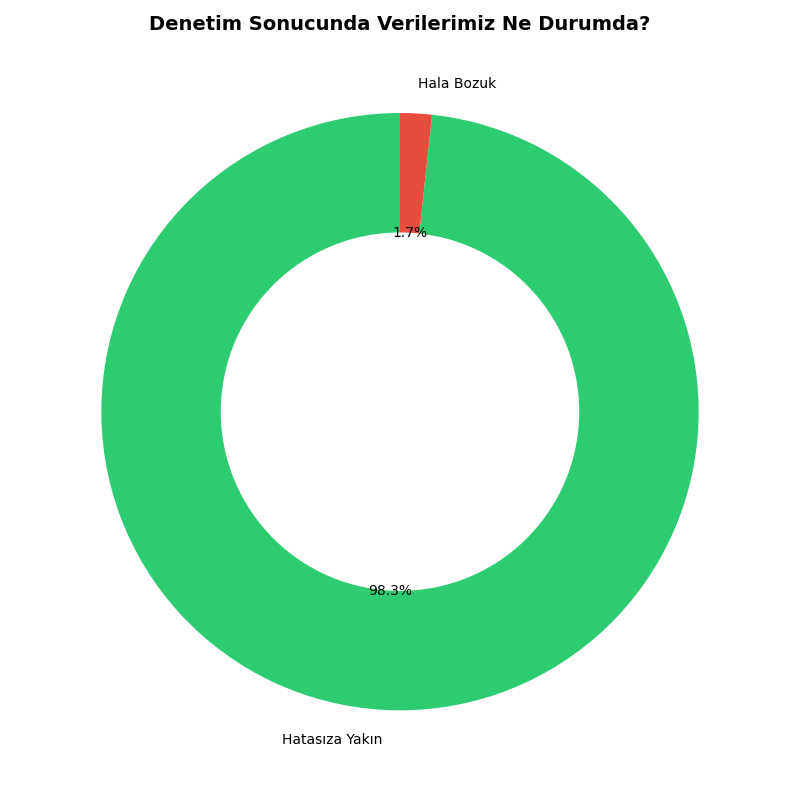 Denetim Sonucunda Verilerimiz Ne Durumda?
Hala Bozuk
1.7%
98.3%
Hatasıza Yakın